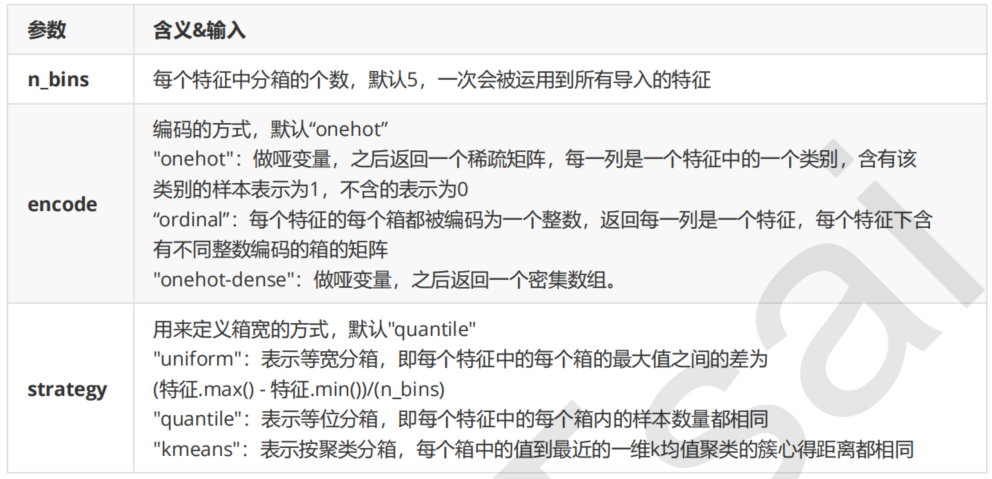 参数 含义&输入
n_bins 每个特征中分箱的个数，默认5，一次会被运用到所有导入的特征
编码的方式，默认“onehot”
"onehot"：做哑变量，之后返回一个稀疏矩阵，每一列是一个特征中的一个类别，含有该
类别的样本表示为1，不含的表示为0
encode
“ordinal”：每个特征的每个箱都被编码为一个整数，返回每一列是一个特征，每个特征下含
有不同整数编码的箱的矩阵
"onehot-dense"：做哑变量，之后返回一个密集数组。
用来定义箱宽的方式，默认"quantile"
"uniform"：表示等宽分箱，即每个特征中的每个箱的最大值之间的差为
strategy (特征.max() - 特征.min())/(n_bins)
"quantile"：表示等位分箱，即每个特征中的每个箱内的样本数量都相同
"kmeans"：表示按聚类分箱，每个箱中的值到最近的一维k均值聚类的簇心得距离都相同